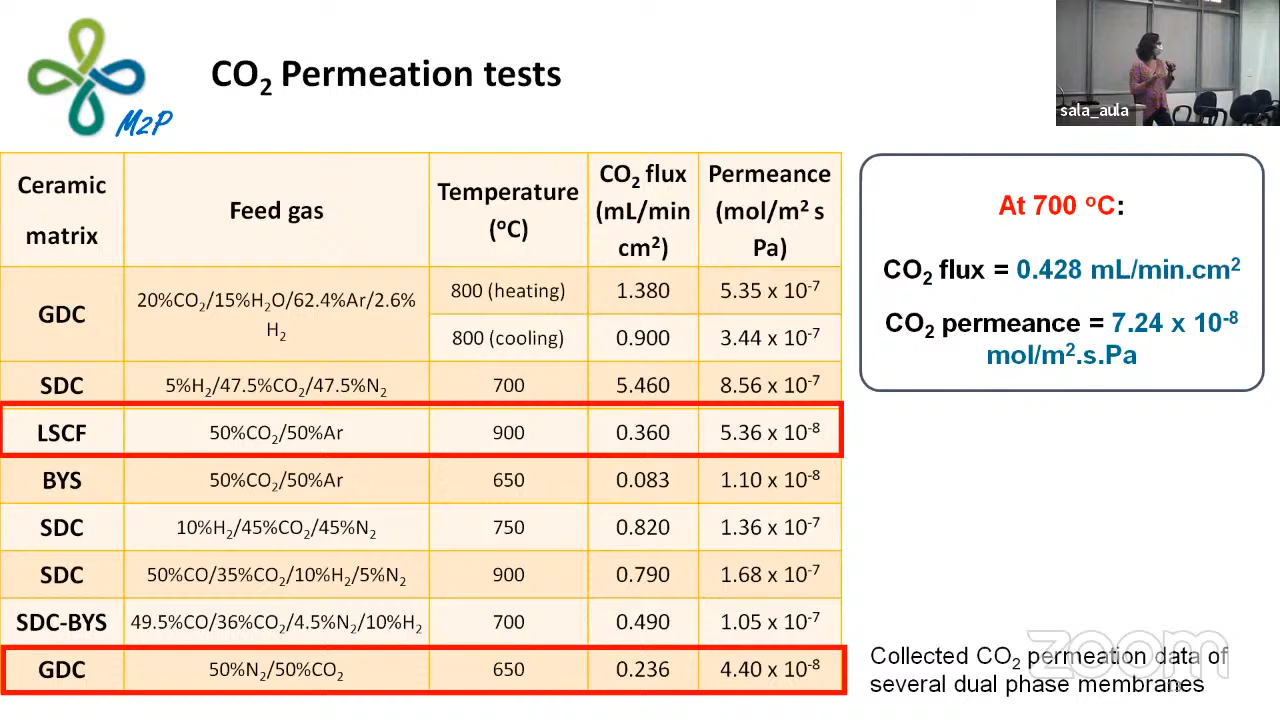 M2P
CO₂ Permeation tests
sala_aula
Ceramic matrix | Feed gas | Temperature (ºC) | CO₂ flux (mL/min cm²) | Permeance (mol/m² s Pa)
GDC | 20%CO₂/15%H₂O/62.4%Ar/2.6% H₂ | 800 (heating) | 1.380 | 5.35 x 10⁻⁷
800 (cooling) | 0.900 | 3.44 x 10⁻⁷
SDC | 5%H₂/47.5%CO₂/47.5%N₂ | 700 | 5.460 | 8.56 x 10⁻⁷
LSCF | 50%CO₂/50%Ar | 900 | 0.360 | 5.36 x 10⁻⁸
BYS | 50%CO₂/50%Ar | 650 | 0.083 | 1.10 x 10⁻⁸
SDC | 10%H₂/45%CO₂/45%N₂ | 750 | 0.820 | 1.36 x 10⁻⁷
SDC | 50%CO/35%CO₂/10%H₂/5%N₂ | 900 | 0.790 | 1.68 x 10⁻⁷
SDC-BYS | 49.5%CO/36%CO₂/4.5%N₂/10%H₂ | 700 | 0.490 | 1.05 x 10⁻⁷
GDC | 50%N₂/50%CO₂ | 650 | 0.236 | 4.40 x 10⁻⁸
At 700 ºC:
CO₂ flux = 0.428 mL/min.cm²
CO₂ permeance = 7.24 x 10⁻⁸
mol/m².s.Pa
zoom
Collected CO₂ permeation data of
several dual phase membranes